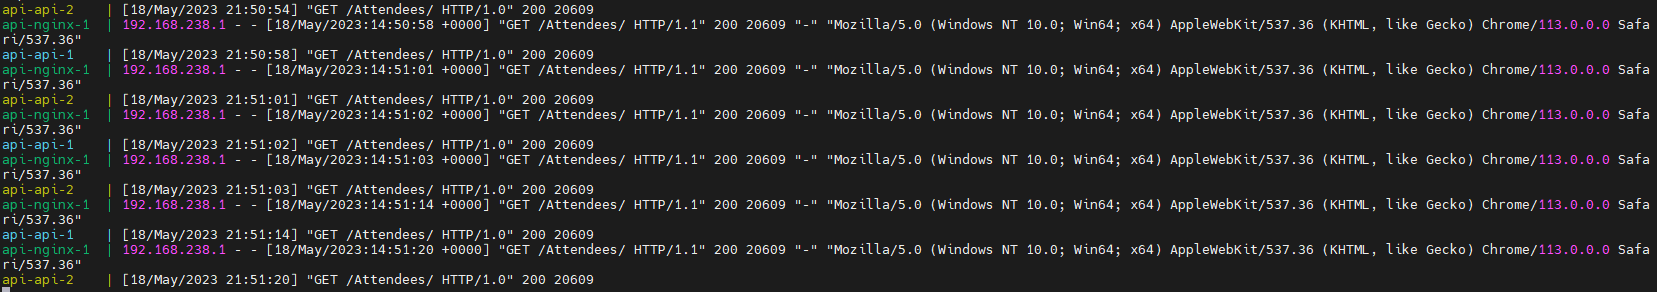 api-api-2    | [18/May/2023 21:50:54] "GET /Attendees/ HTTP/1.0" 200 20609
api-nginx-1  | 192.168.238.1 - - [18/May/2023:14:50:58 +0000] "GET /Attendees/ HTTP/1.1" 200 20609 "-" "Mozilla/5.0 (Windows NT 10.0; Win64; x64) AppleWebKit/537.36 (KHTML, like Gecko) Chrome/113.0.0.0 Safa
ri/537.36"
api-api-1    | [18/May/2023 21:50:58] "GET /Attendees/ HTTP/1.0" 200 20609
api-nginx-1  | 192.168.238.1 - - [18/May/2023:14:51:01 +0000] "GET /Attendees/ HTTP/1.1" 200 20609 "-" "Mozilla/5.0 (Windows NT 10.0; Win64; x64) AppleWebKit/537.36 (KHTML, like Gecko) Chrome/113.0.0.0 Safa
ri/537.36"
api-api-2    | [18/May/2023 21:51:01] "GET /Attendees/ HTTP/1.0" 200 20609
api-nginx-1  | 192.168.238.1 - - [18/May/2023:14:51:02 +0000] "GET /Attendees/ HTTP/1.1" 200 20609 "-" "Mozilla/5.0 (Windows NT 10.0; Win64; x64) AppleWebKit/537.36 (KHTML, like Gecko) Chrome/113.0.0.0 Safa
ri/537.36"
api-api-1    | [18/May/2023 21:51:02] "GET /Attendees/ HTTP/1.0" 200 20609
api-nginx-1  | 192.168.238.1 - - [18/May/2023:14:51:03 +0000] "GET /Attendees/ HTTP/1.1" 200 20609 "-" "Mozilla/5.0 (Windows NT 10.0; Win64; x64) AppleWebKit/537.36 (KHTML, like Gecko) Chrome/113.0.0.0 Safa
ri/537.36"
api-api-2    | [18/May/2023 21:51:03] "GET /Attendees/ HTTP/1.0" 200 20609
api-nginx-1  | 192.168.238.1 - - [18/May/2023:14:51:14 +0000] "GET /Attendees/ HTTP/1.1" 200 20609 "-" "Mozilla/5.0 (Windows NT 10.0; Win64; x64) AppleWebKit/537.36 (KHTML, like Gecko) Chrome/113.0.0.0 Safa
ri/537.36"
api-api-1    | [18/May/2023 21:51:14] "GET /Attendees/ HTTP/1.0" 200 20609
api-nginx-1  | 192.168.238.1 - - [18/May/2023:14:51:20 +0000] "GET /Attendees/ HTTP/1.1" 200 20609 "-" "Mozilla/5.0 (Windows NT 10.0; Win64; x64) AppleWebKit/537.36 (KHTML, like Gecko) Chrome/113.0.0.0 Safa
ri/537.36"
api-api-2    | [18/May/2023 21:51:20] "GET /Attendees/ HTTP/1.0" 200 20609